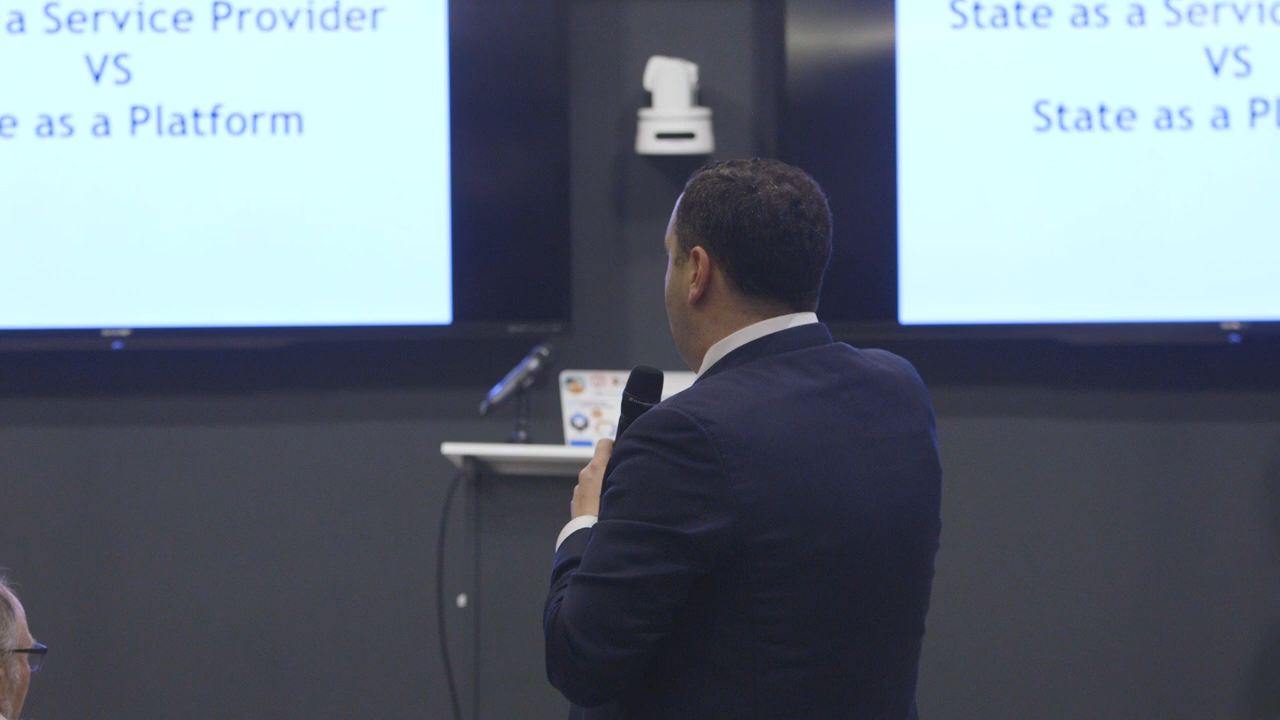 a Service Provider
VS
e as a Platform
State as a Servic
VS
State as a Pl